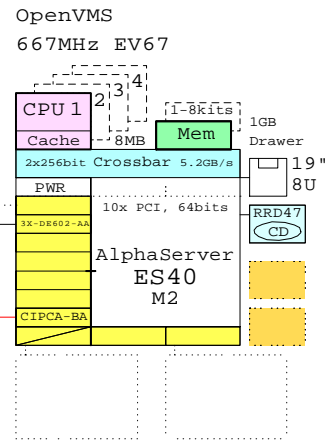 OpenVMS
667MHz EV67
4
3
2
CPU 1
1-8kits
1GB
Cache
8MB
Mem
Drawer
2x256bit Crossbar 5.2GB/s
19"
8U
PWR
10x PCI, 64bits
RRD47
3X-DE602-AA
CD
AlphaServer
ES40
M2
CIPCA-BA